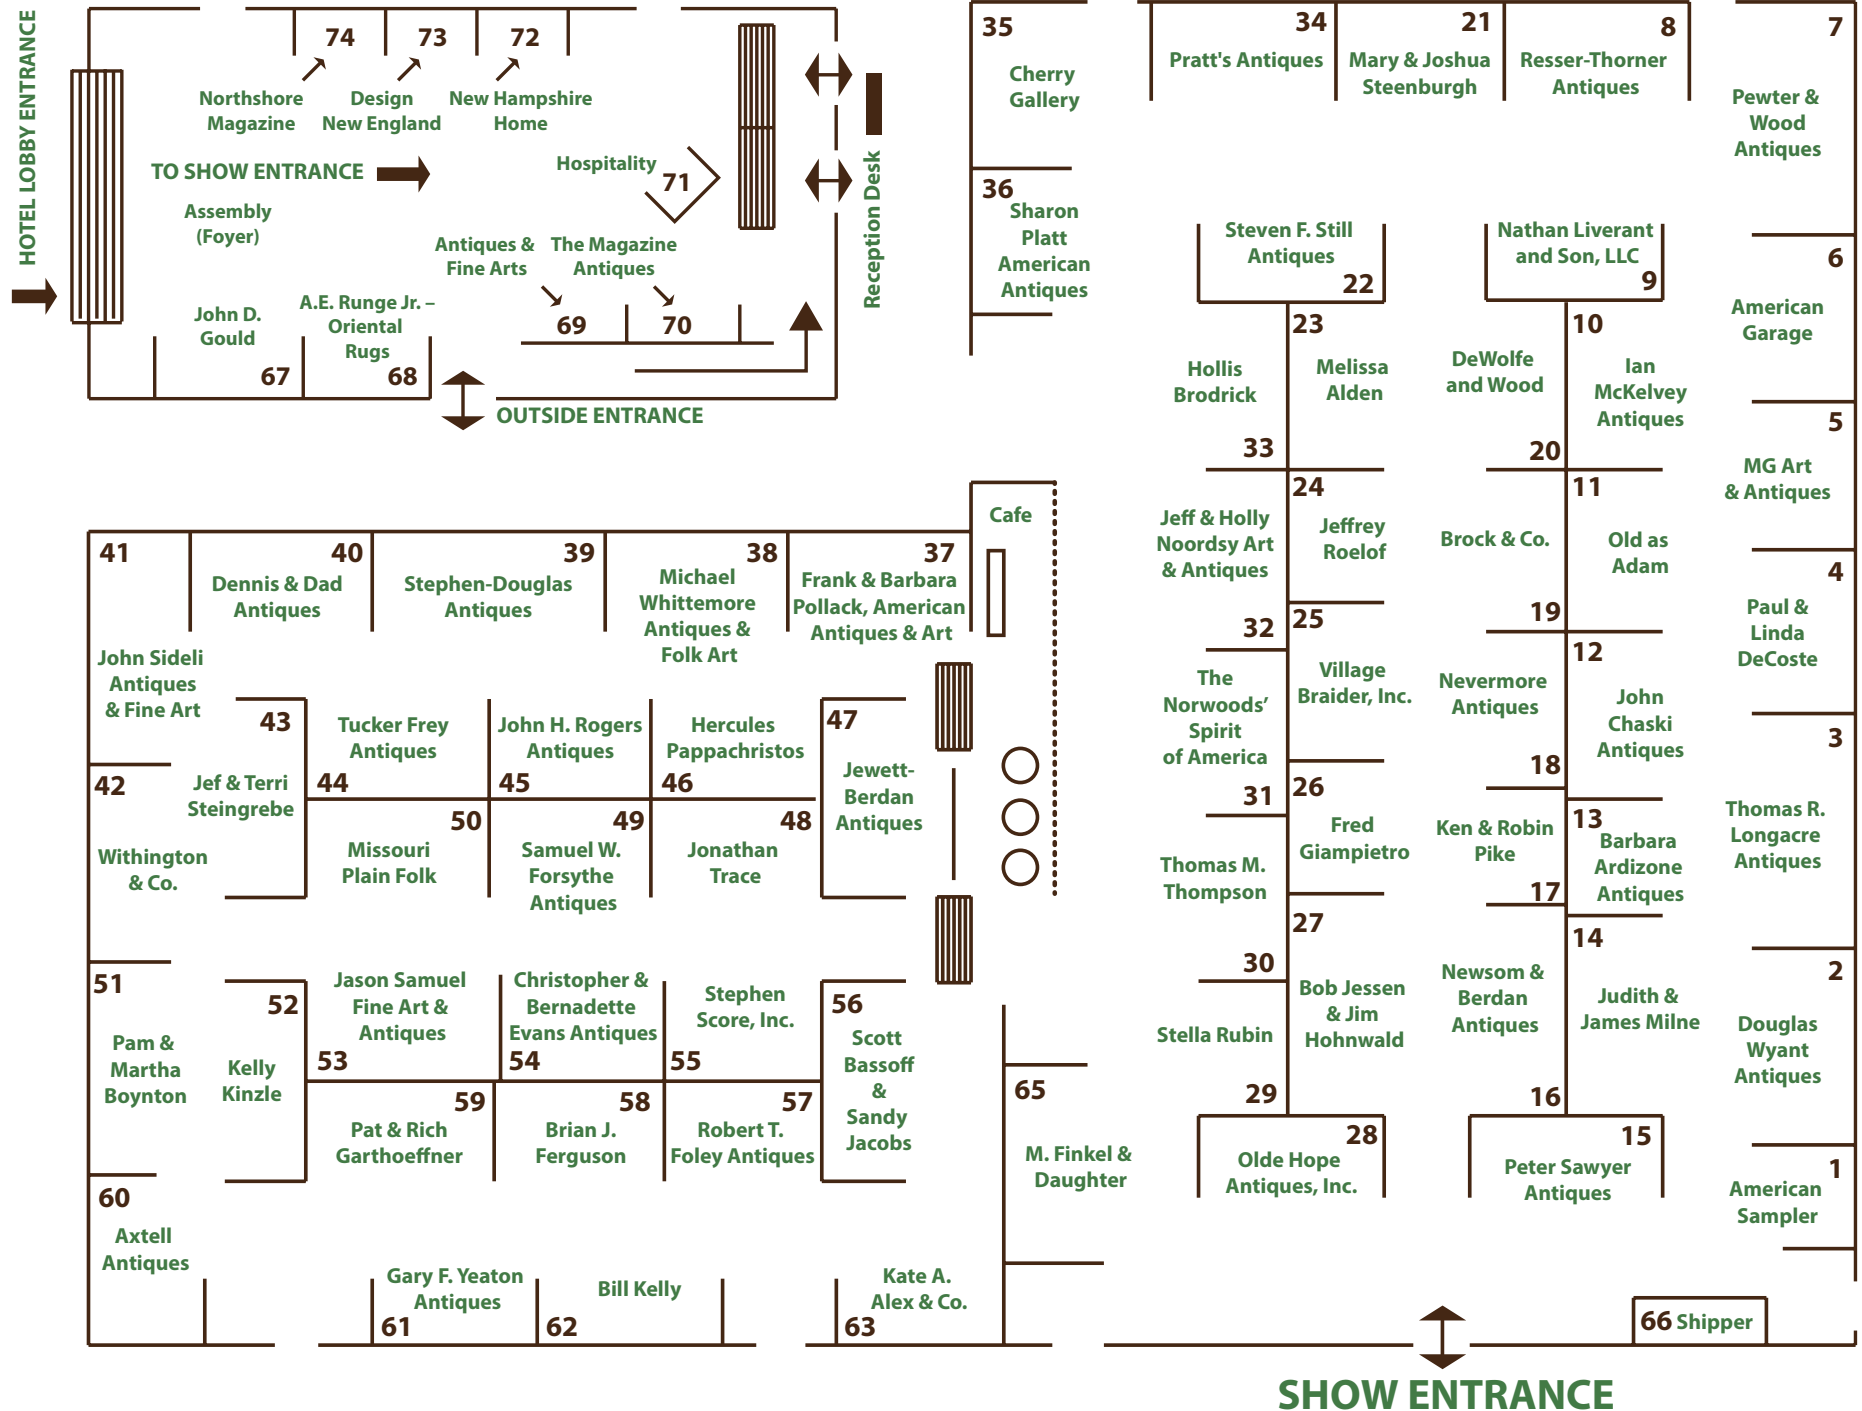 HOTEL LOBBY ENTRANCE
74
73
72
Northshore
Magazine
Design
New England
New Hampshire
Home
TO SHOW ENTRANCE
Hospitality
71
Assembly
(Foyer)
Antiques &
Fine Arts
The Magazine
Antiques
69
70
John D.
Gould
67
A.E. Runge Jr. –
Oriental
Rugs
68
Reception Desk
OUTSIDE ENTRANCE
35
Cherry
Gallery
36
Sharon
Platt
American
Antiques
34
Pratt's Antiques
21
Mary & Joshua
Steenburgh
8
Resser-Thorner
Antiques
7
Pewter &
Wood
Antiques
Steven F. Still
Antiques
22
Nathan Liverant
and Son, LLC
9
6
American
Garage
23
Hollis
Brodrick
33
Melissa
Alden
DeWolfe
and Wood
20
10
Ian
McKelvey
Antiques
5
MG Art
& Antiques
24
Jeff & Holly
Noordsy Art
& Antiques
32
Jeffrey
Roelof
Brock & Co.
19
11
Old as
Adam
4
Paul &
Linda
DeCoste
25
The
Norwoods’
Spirit
of America
31
Village
Braider, Inc.
Nevermore
Antiques
18
12
John
Chaski
Antiques
3
Thomas R.
Longacre
Antiques
26
Thomas M.
Thompson
30
Fred
Giampietro
Ken & Robin
Pike
17
13
Barbara
Ardizone
Antiques
27
Stella Rubin
29
Bob Jessen
& Jim
Hohnwald
Newsom &
Berdan
Antiques
16
14
Judith &
James Milne
2
Douglas
Wyant
Antiques
28
Olde Hope
Antiques, Inc.
15
Peter Sawyer
Antiques
1
American
Sampler
Cafe
41
John Sideli
Antiques
& Fine Art
40
Dennis & Dad
Antiques
39
Stephen-Douglas
Antiques
38
Michael
Whittemore
Antiques &
Folk Art
37
Frank & Barbara
Pollack, American
Antiques & Art
43
Jef & Terri
Steingrebe
Tucker Frey
Antiques
44
John H. Rogers
Antiques
45
Hercules
Pappachristos
46
47
Jewett-
Berdan
Antiques
42
Withington
& Co.
50
Missouri
Plain Folk
49
Samuel W.
Forsythe
Antiques
48
Jonathan
Trace
51
Pam &
Martha
Boynton
52
Kelly
Kinzle
Jason Samuel
Fine Art &
Antiques
53
Christopher &
Bernadette
Evans Antiques
54
Stephen
Score, Inc.
55
56
Scott
Bassoff
&
Sandy
Jacobs
59
Pat & Rich
Garthoeffner
58
Brian J.
Ferguson
57
Robert T.
Foley Antiques
65
M. Finkel &
Daughter
60
Axtell
Antiques
Gary F. Yeaton
Antiques
61
Bill Kelly
62
Kate A.
Alex & Co.
63
66 Shipper
SHOW ENTRANCE